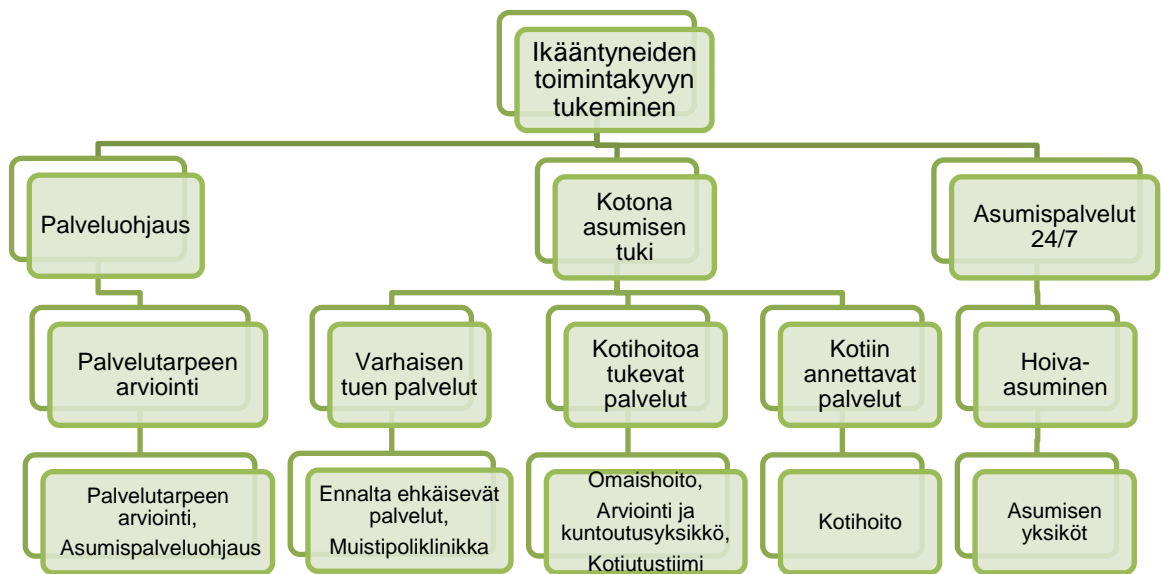 Ikääntyneiden
toimintakyvyn
tukeminen
Palveluohjaus
Kotona
asumisen
tuki
Asumispalvelut
24/7
Palvelutarpeen
arviointi
Varhaisen
tuen palvelut
Kotihoitoa
tukevat
palvelut
Kotiin
annettavat
palvelut
Hoiva-
asuminen
Palvelutarpeen
arviointi,
Asumispalveluohjaus
Ennalta ehkäisevät
palvelut,
Muistipoliklinikka
Omaishoito,
Arviointi ja
kuntoutusyksikkö,
Kotiutustiimi
Kotihoito
Asumisen
yksiköt